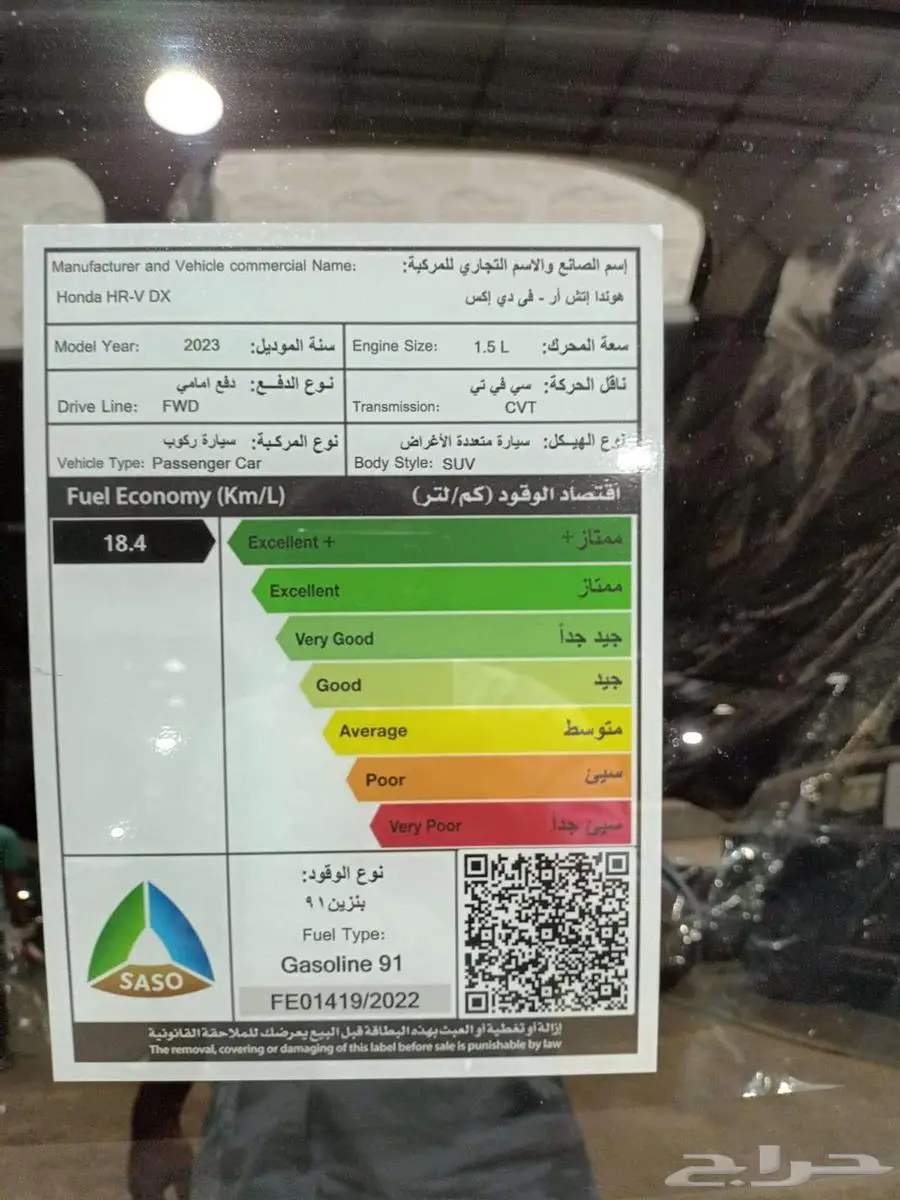 Manufacturer and Vehicle commercial Name: إسم الصانع والاسم التجاري للمركبة:
Honda HR-V DX هوندا إتش أر - فى دي إكس
Model Year: 2023 سنة الموديل:
Engine Size: 1.5 L سعة المحرك:
نوع الدفع: دفع امامي
Drive Line: FWD
ناقل الحركة: سي في تي
Transmission: CVT
نوع المركبة: سيارة ركوب
Vehicle Type: Passenger Car
نوع الهيكل: سيارة متعددة الأغراض
Body Style: SUV
Fuel Economy (Km/L) اقتصاد الوقود (كم/لتر)
18.4
Excellent + ممتاز+
Excellent ممتاز
Very Good جيد جداً
Good جيد
Average متوسط
Poor سيئ
Very Poor سيئ جداً
SASO
نوع الوقود:
بنزين ٩١
Fuel Type:
Gasoline 91
FE01419/2022
إزالة أو تغطية أو العبث بهذه البطاقة قبل البيع يعرضك للملاحقة القانونية
The removal, covering or damaging of this label before sale is punishable by law
حراج